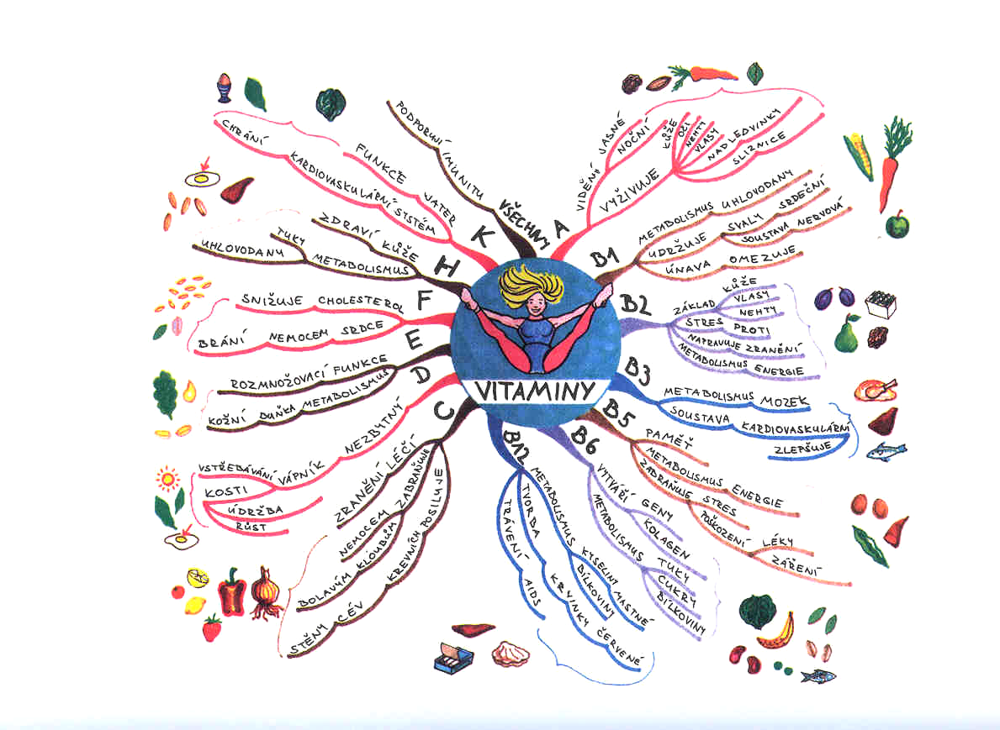 VITAMINY
VŠECHNY
PODPORUJÍ IMUNITU
A
VIDĚNÍ
JASNÉ
NOČNÍ
VYŽIVUJE
KŮŽE
OČI
NEHTY
VLASY
NADLEDVINKY
SLIZNICE
B1
METABOLISMUS UHLOVODANY
UDRŽUJE
SVALY SRDEČNÍ
SOUSTAVA NERVOVÁ
ÚNAVA OMEZUJE
B2
ZÁKLAD
KŮŽE
VLASY
NEHTY
STRES PROTI
NAPRAVUJE ZRANĚNÍ
METABOLISMUS ENERGIE
B3
METABOLISMUS MOZEK
SOUSTAVA KARDIOVASKULÁRNÍ
ZLEPŠUJE
B5
PAMĚŤ
METABOLISMUS ENERGIE
ZABRAŇUJE STRES
POŠKOZENÍ
LÉKY
ZÁŘENÍ
B6
VYTVÁŘÍ GENY
KOLAGEN
METABOLISMUS TUKY
CUKRY
BÍLKOVINY
B12
METABOLISMUS KYSELINY MASTNÉ
BÍLKOVINY
TVORBA KRVINKY ČERVENÉ
TRÁVENÍ AIDS
C
ZRANĚNÍ LÉČÍ
ZABRAŇUJE
NEMOCEM
BOLAVÝM KLOUBŮM
STĚNY CÉV KREVNÍCH POSILUJE
D
NEZBYTNÝ
VÁPNÍK
VSTŘEBÁVÁNÍ
KOSTI
ÚDRŽBA
RŮST
E
ROZMNOŽOVACÍ FUNKCE
KOŽNÍ BUŇKA METABOLISMUS
F
SNIŽUJE CHOLESTEROL
BRÁNÍ NEMOCEM SRDCE
H
ZDRAVÍ KŮŽE
METABOLISMUS
TUKY
UHLOVODANY
K
FUNKCE JATER
CHRÁNÍ KARDIOVASKULÁRNÍ SYSTÉM